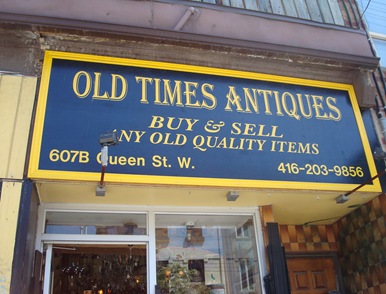 OLD TIMES ANTIQUES
BUY & SELL
ANY OLD QUALITY ITEMS
607B Queen St. W.
416-203-9856